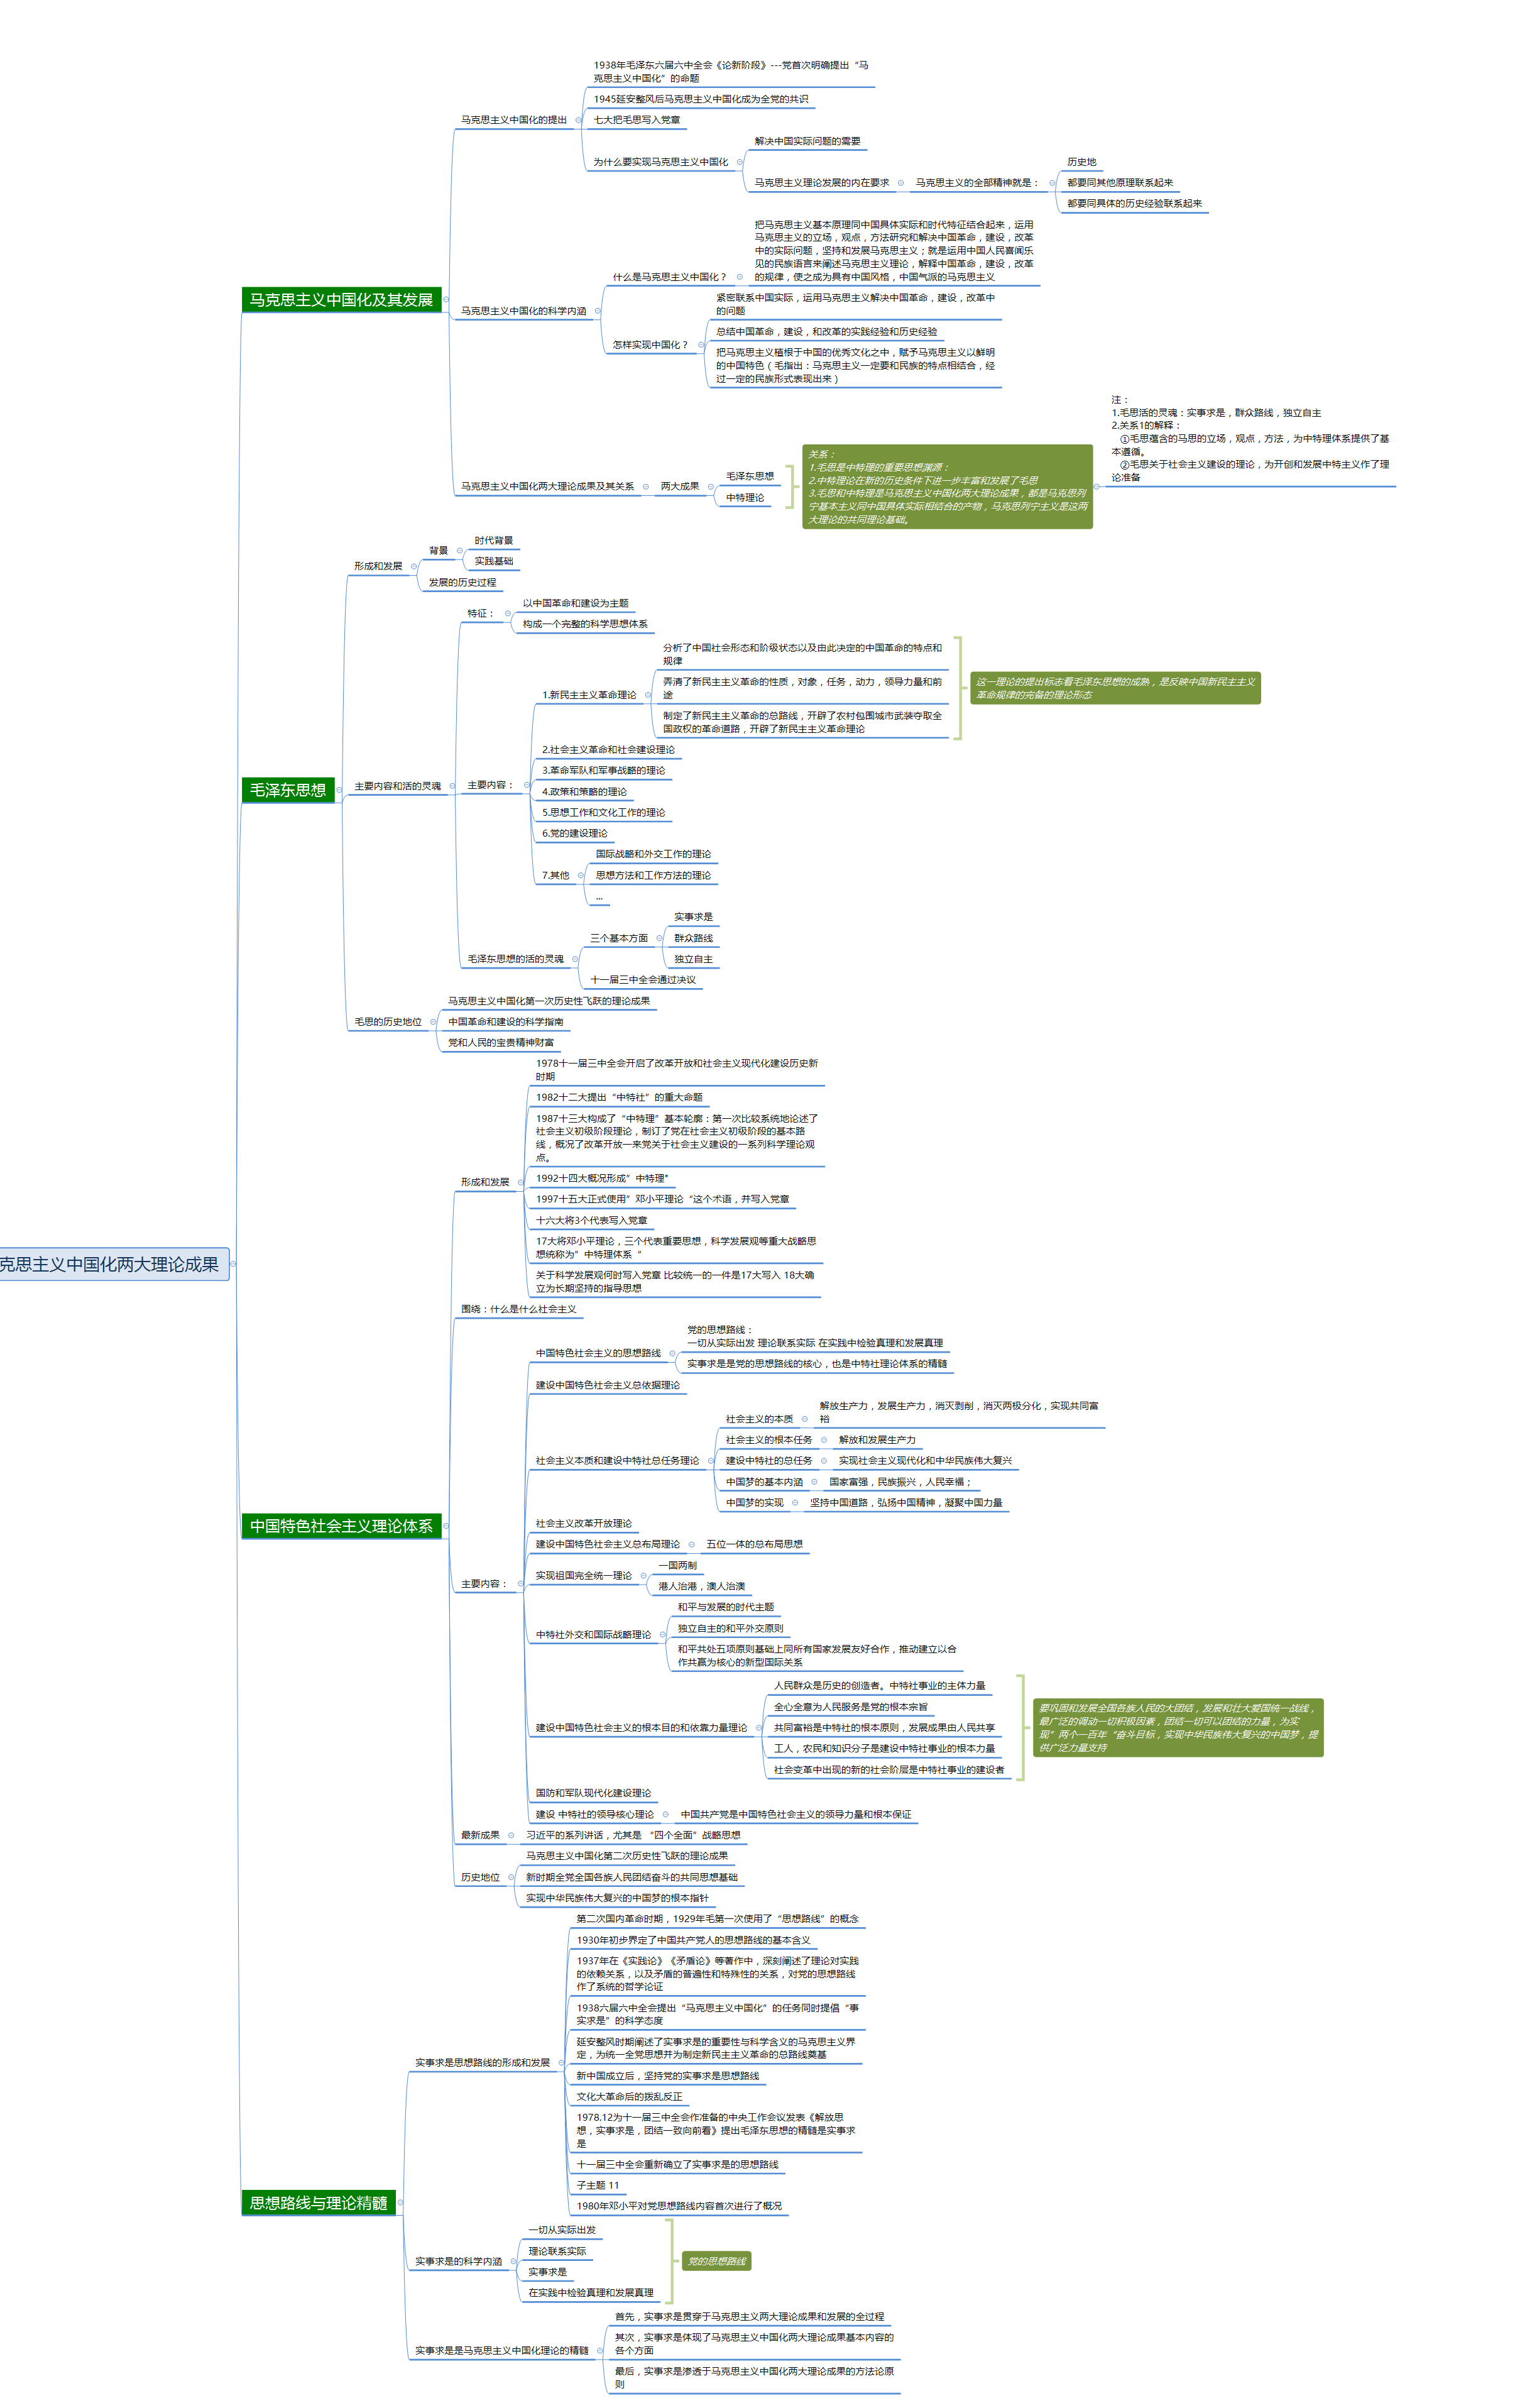 克思主义中国化两大理论成果
马克思主义中国化及其发展
马克思主义中国化的提出
1938年毛泽东六届六中全会《论新阶段》---党首次明确提出“马
克思主义中国化”的命题
1945延安整风后马克思主义中国化成为全党的共识
七大把毛思写入党章
为什么要实现马克思主义中国化
解决中国实际问题的需要
马克思主义理论发展的内在要求
马克思主义的全部精神就是：
历史地
都要同其他原理联系起来
都要同具体的历史经验联系起来
马克思主义中国化的科学内涵
什么是马克思主义中国化？
把马克思主义基本原理同中国具体实际和时代特征结合起来，运用
马克思主义的立场，观点，方法研究和解决中国革命，建设，改革
中的实际问题，坚持和发展马克思主义；就是运用中国人民喜闻乐
见的民族语言来阐述马克思主义理论，解释中国革命，建设，改革
的规律，使之成为具有中国风格，中国气派的马克思主义
怎样实现中国化？
紧密联系中国实际，运用马克思主义解决中国革命，建设，改革中
的问题
总结中国革命，建设，和改革的实践经验和历史经验
把马克思主义植根于中国的优秀文化之中，赋予马克思主义以鲜明
的中国特色（毛指出：马克思主义一定要和民族的特点相结合，经
过一定的民族形式表现出来）
马克思主义中国化两大理论成果及其关系
两大成果
毛泽东思想
中特理论
关系：
1.毛思是中特理的重要思想渊源：
2.中特理论在新的历史条件下进一步丰富和发展了毛思
3.毛思和中特理是马克思主义中国化两大理论成果，都是马克思列
宁基本主义同中国具体实际相结合的产物，马克思列宁主义是这两
大理论的共同理论基础。
注：
1.毛思活的灵魂：实事求是，群众路线，独立自主
2.关系1的解释：
①毛思蕴含的马思的立场，观点，方法，为中特理体系提供了基
本遵循。
②毛思关于社会主义建设的理论，为开创和发展中特主义作了理
论准备
毛泽东思想
形成和发展
背景
时代背景
实践基础
发展的历史过程
主要内容和活的灵魂
特征：
以中国革命和建设为主题
构成一个完整的科学思想体系
主要内容：
1.新民主主义革命理论
分析了中国社会形态和阶级状态以及由此决定的中国革命的特点和
规律
弄清了新民主主义革命的性质，对象，任务，动力，领导力量和前
途
制定了新民主主义革命的总路线，开辟了农村包围城市武装夺取全
国政权的革命道路，开辟了新民主主义革命理论
这一理论的提出标志着毛泽东思想的成熟，是反映中国新民主主义
革命规律的完备的理论形态
2.社会主义革命和社会建设理论
3.革命军队和军事战略的理论
4.政策和策略的理论
5.思想工作和文化工作的理论
6.党的建设理论
7.其他
国际战略和外交工作的理论
思想方法和工作方法的理论
...
毛泽东思想的活的灵魂
三个基本方面
实事求是
群众路线
独立自主
十一届三中全会通过决议
毛思的历史地位
马克思主义中国化第一次历史性飞跃的理论成果
中国革命和建设的科学指南
党和人民的宝贵精神财富
中国特色社会主义理论体系
形成和发展
1978十一届三中全会开启了改革开放和社会主义现代化建设历史新
时期
1982十二大提出“中特社”的重大命题
1987十三大构成了“中特理”基本轮廓：第一次比较系统地论述了
社会主义初级阶段理论，制订了党在社会主义初级阶段的基本路
线，概况了改革开放一来党关于社会主义建设的一系列科学理论观
点。
1992十四大概况形成”中特理"
1997十五大正式使用”邓小平理论“这个术语，并写入党章
十六大将3个代表写入党章
17大将邓小平理论，三个代表重要思想，科学发展观等重大战略思
想统称为”中特理体系“
关于科学发展观何时写入党章 比较统一的一件是17大写入 18大确
立为长期坚持的指导思想
围绕：什么是什么社会主义
主要内容：
中国特色社会主义的思想路线
党的思想路线：
一切从实际出发 理论联系实际 在实践中检验真理和发展真理
实事求是是党的思想路线的核心，也是中特社理论体系的精髓
建设中国特色社会主义总依据理论
社会主义本质和建设中特社总任务理论
社会主义的本质
解放生产力，发展生产力，消灭剥削，消灭两极分化，实现共同富
裕
社会主义的根本任务
解放和发展生产力
建设中特社的总任务
实现社会主义现代化和中华民族伟大复兴
中国梦的基本内涵
国家富强，民族振兴，人民幸福；
中国梦的实现
坚持中国道路，弘扬中国精神，凝聚中国力量
社会主义改革开放理论
建设中国特色社会主义总布局理论
五位一体的总布局思想
实现祖国完全统一理论
一国两制
港人治港，澳人治澳
中特社外交和国际战略理论
和平与发展的时代主题
独立自主的和平外交原则
和平共处五项原则基础上同所有国家发展友好合作，推动建立以合
作共赢为核心的新型国际关系
建设中国特色社会主义的根本目的和依靠力量理论
人民群众是历史的创造者。中特社事业的主体力量
全心全意为人民服务是党的根本宗旨
共同富裕是中特社的根本原则，发展成果由人民共享
工人，农民和知识分子是建设中特社事业的根本力量
社会变革中出现的新的社会阶层是中特社事业的建设者
要巩固和发展全国各族人民的大团结，发展和壮大爱国统一战线，
最广泛的调动一切积极因素，团结一切可以团结的力量，为实
现”两个一百年“奋斗目标，实现中华民族伟大复兴的中国梦，提
供广泛力量支持
国防和军队现代化建设理论
建设 中特社的领导核心理论
中国共产党是中国特色社会主义的领导力量和根本保证
最新成果
习近平的系列讲话，尤其是 “四个全面”战略思想
历史地位
马克思主义中国化第二次历史性飞跃的理论成果
新时期全党全国各族人民团结奋斗的共同思想基础
实现中华民族伟大复兴的中国梦的根本指针
思想路线与理论精髓
实事求是思想路线的形成和发展
第二次国内革命时期，1929年毛第一次使用了“思想路线”的概念
1930年初步界定了中国共产党人的思想路线的基本含义
1937年在《实践论》《矛盾论》等著作中，深刻阐述了理论对实践
的依赖关系，以及矛盾的普遍性和特殊性的关系，对党的思想路线
作了系统的哲学论证
1938六届六中全会提出“马克思主义中国化”的任务同时提倡“事
实求是”的科学态度
延安整风时期阐述了实事求是的重要性与科学含义的马克思主义界
定，为统一全党思想并为制定新民主主义革命的总路线奠基
新中国成立后，坚持党的实事求是思想路线
文化大革命后的拨乱反正
1978.12为十一届三中全会作准备的中央工作会议发表《解放思
想，实事求是，团结一致向前看》提出毛泽东思想的精髓是实事求
是
十一届三中全会重新确立了实事求是的思想路线
子主题 11
1980年邓小平对党思想路线内容首次进行了概况
实事求是的科学内涵
一切从实际出发
理论联系实际
实事求是
在实践中检验真理和发展真理
党的思想路线
实事求是是马克思主义中国化理论的精髓
首先，实事求是贯穿于马克思主义两大理论成果和发展的全过程
其次，实事求是体现了马克思主义中国化两大理论成果基本内容的
各个方面
最后，实事求是渗透于马克思主义中国化两大理论成果的方法论原
则